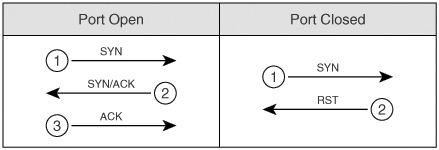 Port Open
Port Closed
SYN
1
SYN/ACK
2
ACK
3
SYN
1
RST
2